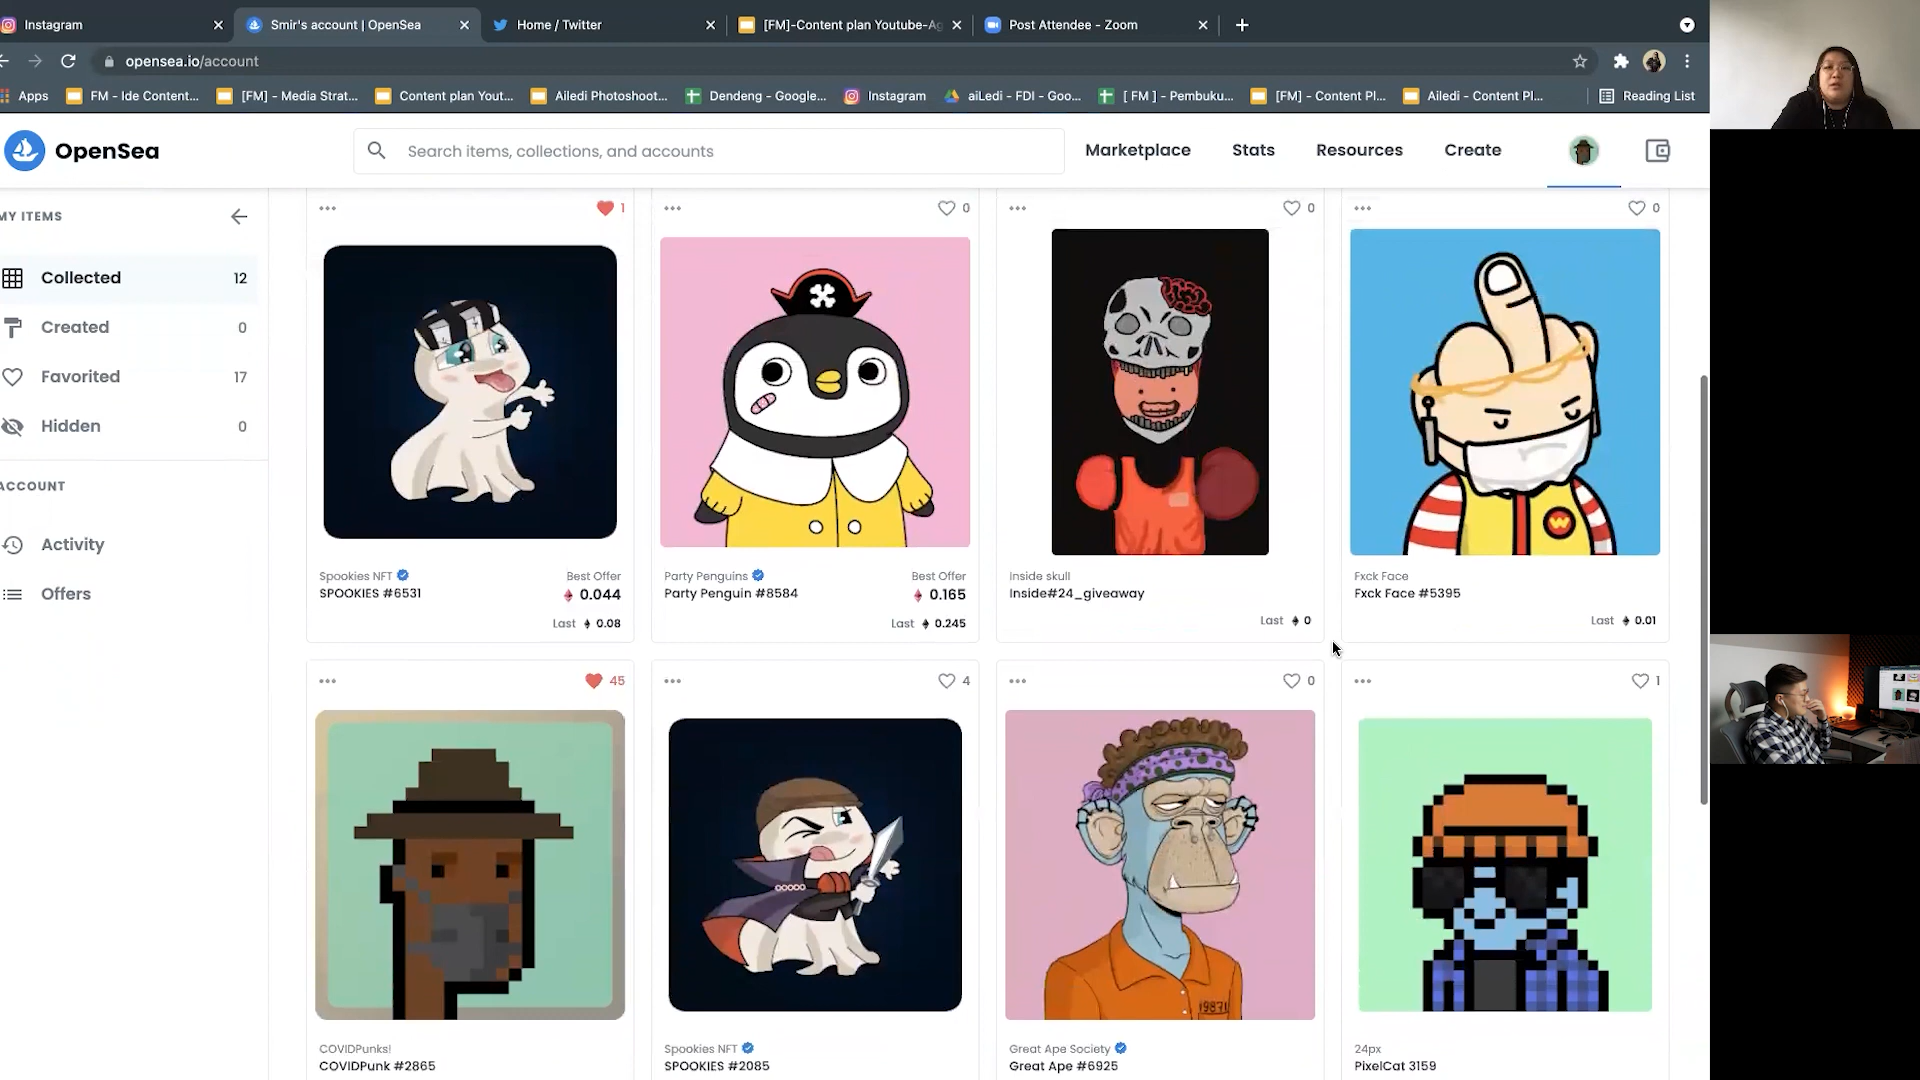 Instagram
Smir's account | OpenSea
Home / Twitter
[FM]-Content plan Youtube-Ag
Post Attendee - Zoom
opensea.io/account
Apps
FM - Ide Content...
[FM] - Media Strat...
Content plan Yout...
Ailedi Photoshoot...
Dendeng - Google...
Instagram
aiLedi - FDI - Goo...
[ FM ] - Pembuku...
[FM] - Content Pl...
Ailedi - Content Pl...
Reading List
OpenSea
Search items, collections, and accounts
Marketplace
Stats
Resources
Create
MY ITEMS
Collected 12
Created 0
Favorited 17
Hidden 0
ACCOUNT
Activity
Offers
1
0
0
0
W
Spookies NFT
SPOOKIES #6531
Best Offer
0.044
Last 0.08
Party Penguins
Party Penguin #8584
Best Offer
0.165
Last 0.245
Inside skull
Inside#24_giveaway
Last 0
Fxck Face
Fxck Face #5395
Last 0.01
45
4
0
1
19871
COVIDPunks!
COVIDPunk #2865
Spookies NFT
SPOOKIES #2085
Great Ape Society
Great Ape #6925
24px
PixelCat 3159